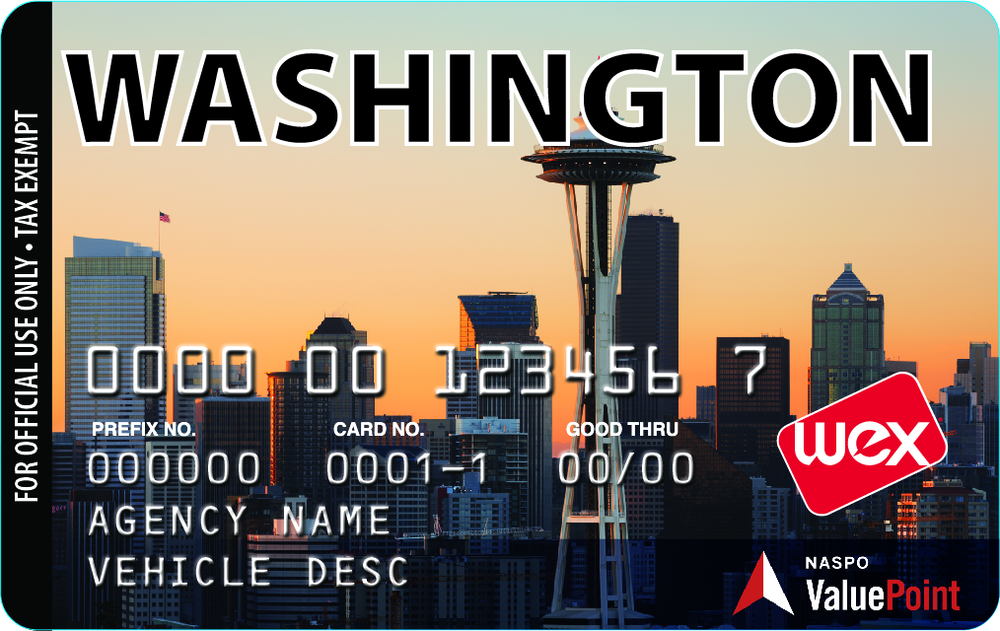 WASHINGTON
FOR OFFICIAL USE ONLY • TAX EXEMPT
0000 00 123456 7
PREFIX NO. CARD NO. GOOD THRU
000000 0001-1 00/00
AGENCY NAME
VEHICLE DESC
wex
NASPO
ValuePoint